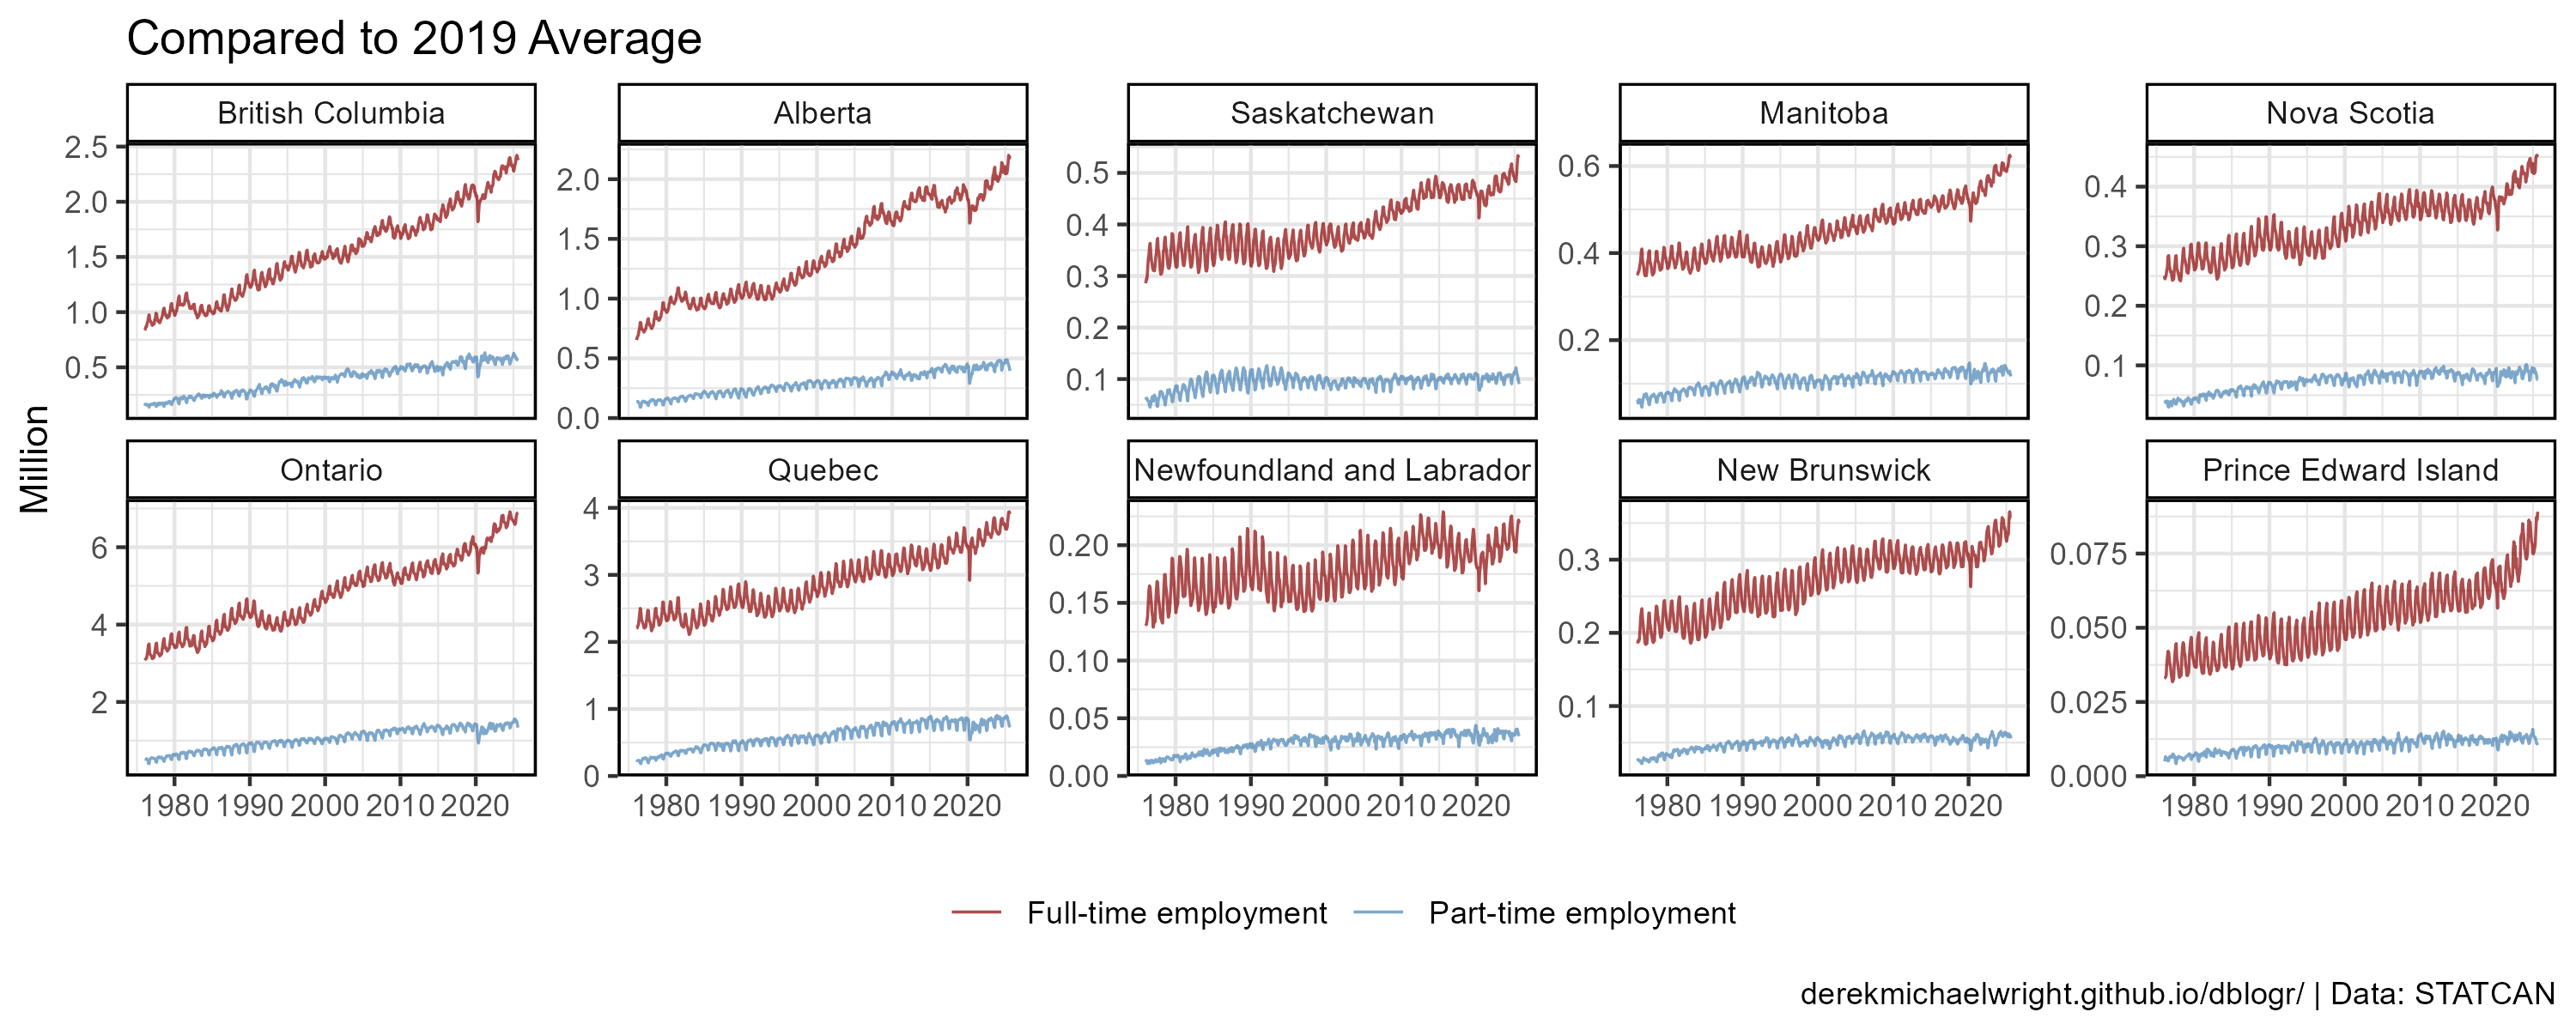 Compared to 2019 Average
British Columbia
Alberta
Saskatchewan
Manitoba
Nova Scotia
2.5
2.0
1.5
1.0
0.5
2.0
1.5
1.0
0.5
0.0
0.5
0.4
0.3
0.2
0.1
0.6
0.4
0.2
0.4
0.3
0.2
0.1
Million
Ontario
Quebec
Newfoundland and Labrador
New Brunswick
Prince Edward Island
6
4
2
4
3
2
1
0
0.20
0.15
0.10
0.05
0.00
0.3
0.2
0.1
0.075
0.050
0.025
0.000
1980 1990 2000 2010 2020
1980 1990 2000 2010 2020
1980 1990 2000 2010 2020
1980 1990 2000 2010 2020
1980 1990 2000 2010 2020
Full-time employment
Part-time employment
derekmichaelwright.github.io/dblogr/ | Data: STATCAN